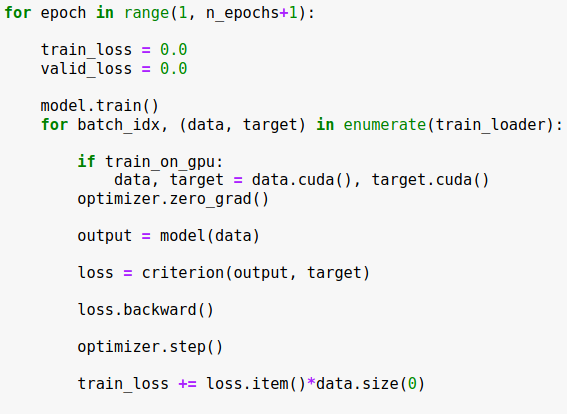 for epoch in range(1, n_epochs+1):
    train_loss = 0.0
    valid_loss = 0.0
    model.train()
    for batch_idx, (data, target) in enumerate(train_loader):
        if train_on_gpu:
            data, target = data.cuda(), target.cuda()
        optimizer.zero_grad()
        output = model(data)
        loss = criterion(output, target)
        loss.backward()
        optimizer.step()
        train_loss += loss.item()*data.size(0)